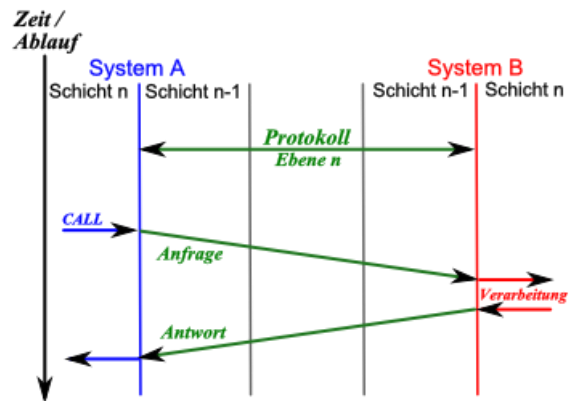 Zeit /
Ablauf
System A
System B
Schicht n
Schicht n-1
Schicht n-1
Schicht n
Protokoll
Ebene n
CALL
Anfrage
Verarbeitung
Antwort